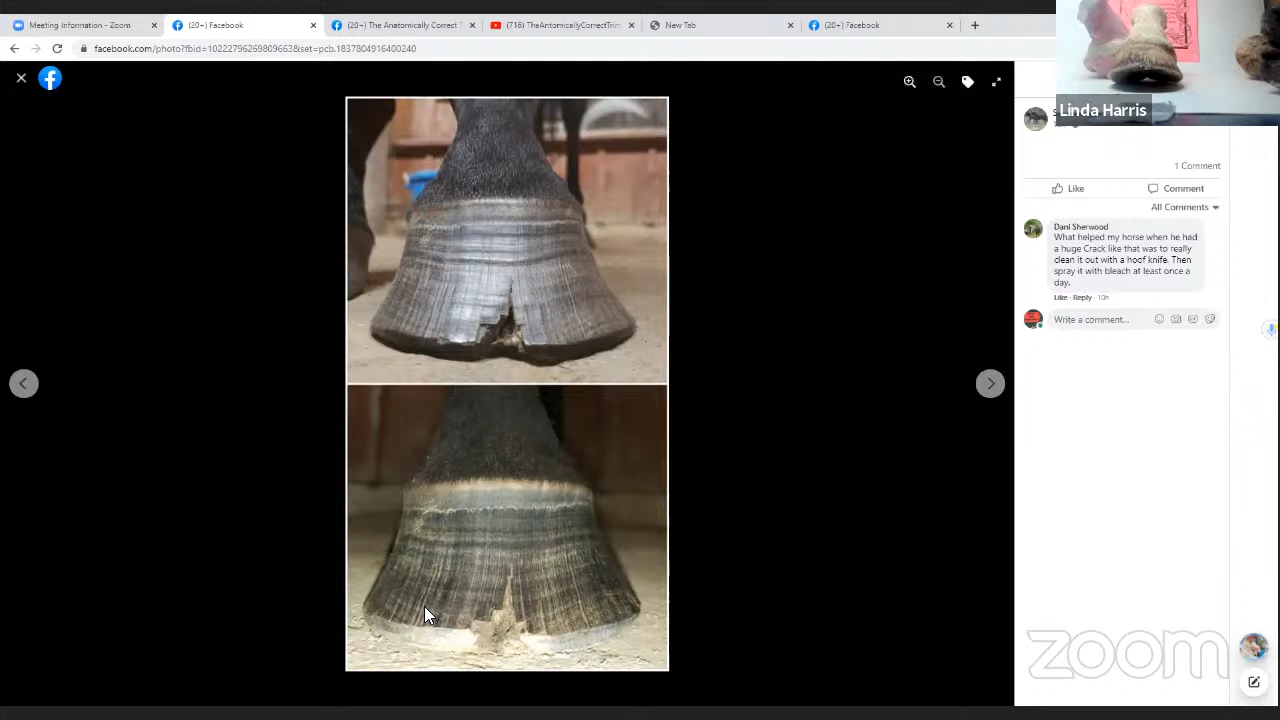 Meeting Information - Zoom
(20+) Facebook
(20+) The Anatomically Correct T
(716) TheAntomicallyCorrectTrim
New Tab
(20+) Facebook
facebook.com/photo?fbid=10222796269809663&set=pcb.1837804916400240
Linda Harris
1 Comment
Like
Comment
All Comments
Dani Sherwood
What helped my horse when he had
a huge Crack like that was to really
clean it out with a hoof knife. Then
spray it with bleach at least once a
day.
Like · Reply · 10h
Write a comment...
zoom